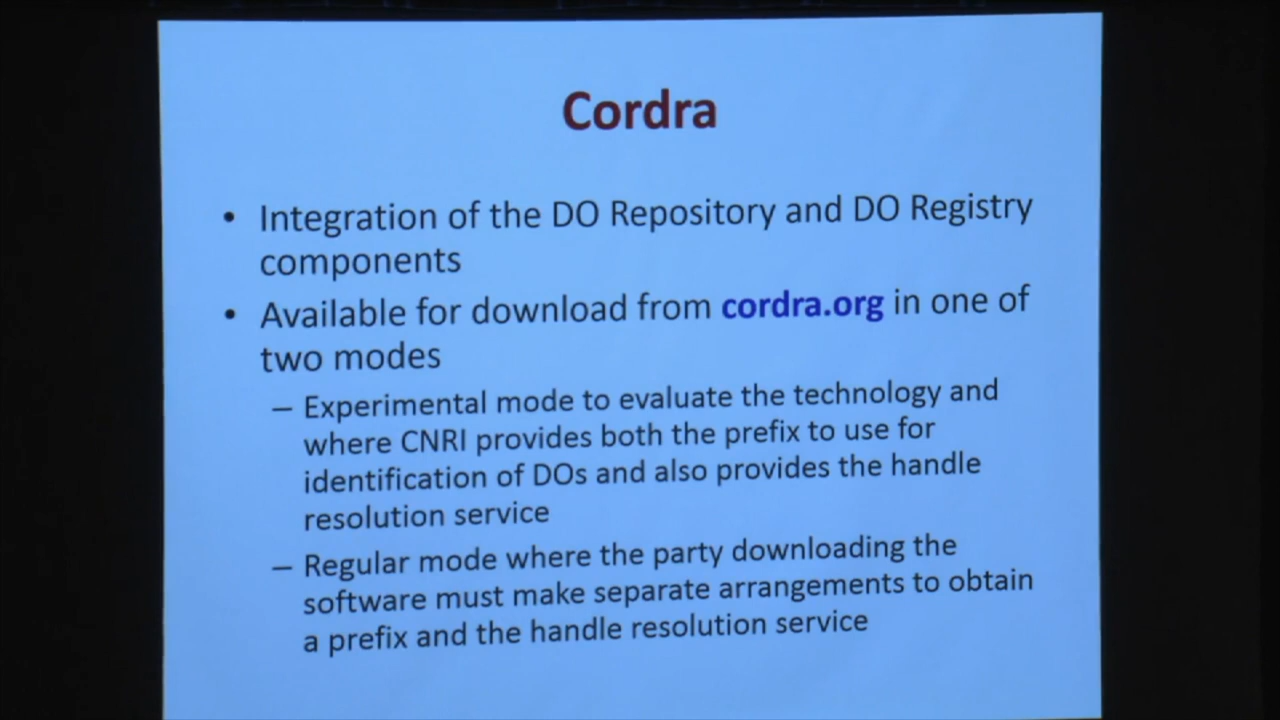 Cordra
• Integration of the DO Repository and DO Registry
components
• Available for download from cordra.org in one of
two modes
– Experimental mode to evaluate the technology and
where CNRI provides both the prefix to use for
identification of DOs and also provides the handle
resolution service
– Regular mode where the party downloading the
software must make separate arrangements to obtain
a prefix and the handle resolution service